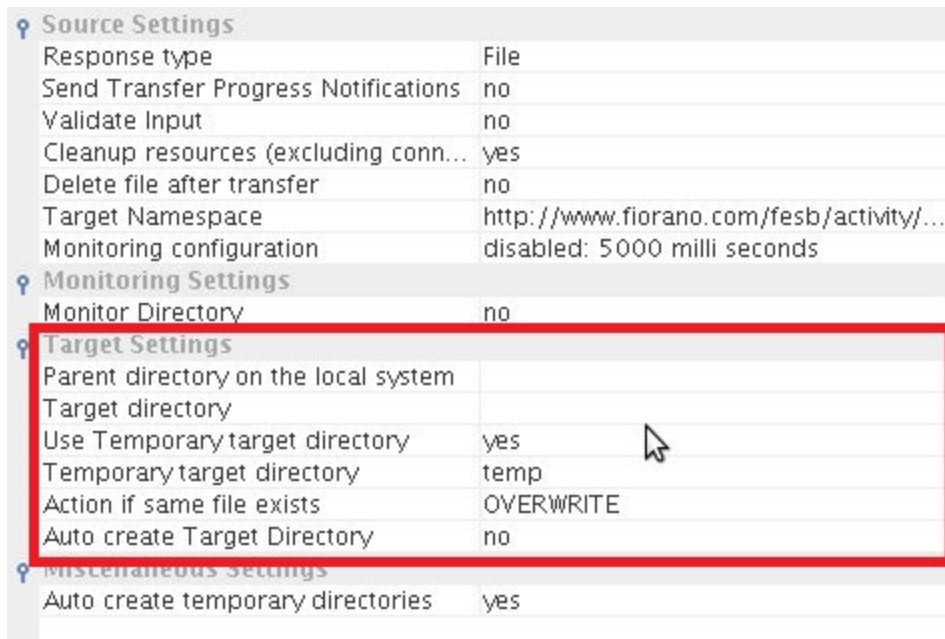 Source Settings
Response type File
Send Transfer Progress Notifications no
Validate Input no
Cleanup resources (excluding conn... yes
Delete file after transfer no
Target Namespace http://www.fiorano.com/fesb/activity/...
Monitoring configuration disabled: 5000 milli seconds
Monitoring Settings
Monitor Directory no
Target Settings
Parent directory on the local system
Target directory
Use Temporary target directory yes
Temporary target directory temp
Action if same file exists OVERWRITE
Auto create Target Directory no
Miscellaneous Settings
Auto create temporary directories yes